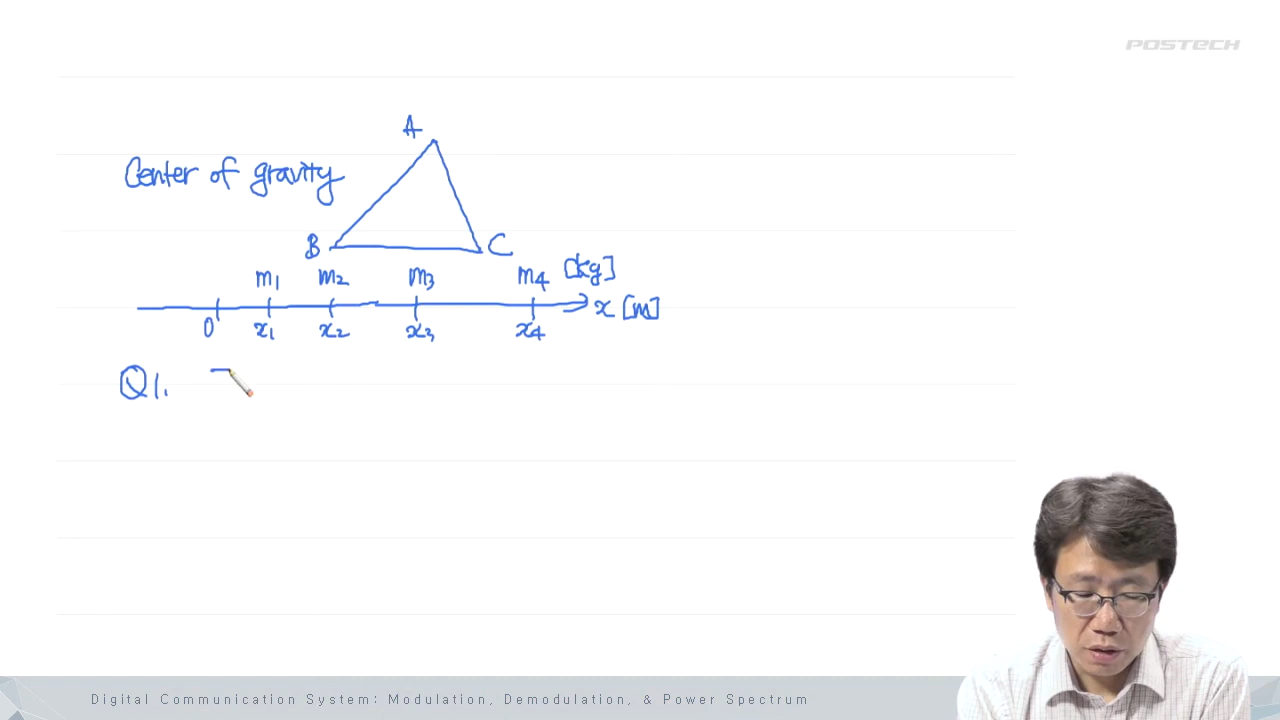 POSTECH
A
Center of gravity
B C
m1 m2 m3 m4 [kg]
0 x1 x2 x3 x4 x [m]
Q1.
Digital Communication System: Modulation, Demodulation, & Power Spectrum